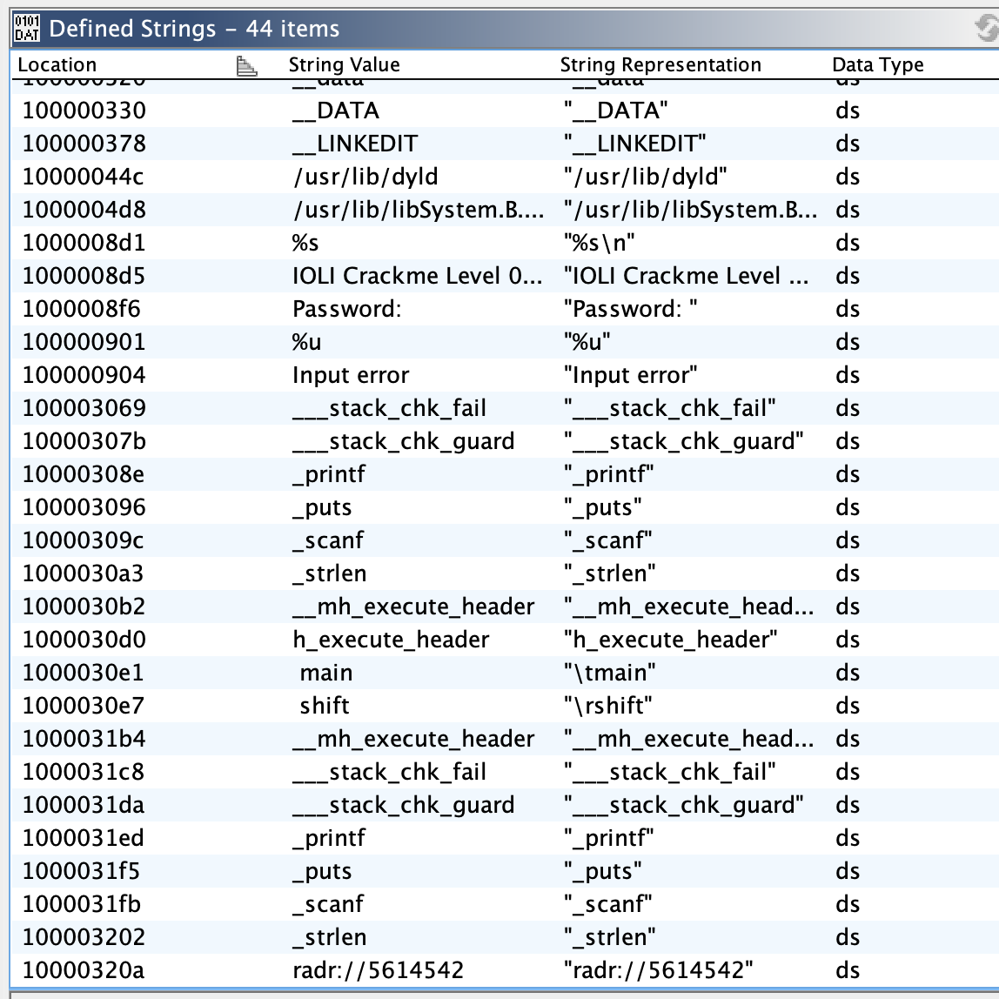 0101 DAT Defined Strings – 44 items
Location String Value String Representation Data Type
100000320 __data "__data" ds
100000330 __DATA "__DATA" ds
100000378 __LINKEDIT "__LINKEDIT" ds
10000044c /usr/lib/dyld "/usr/lib/dyld" ds
1000004d8 /usr/lib/libSystem.B.... "/usr/lib/libSystem.B... ds
1000008d1 %s "%s\n" ds
1000008d5 IOLI Crackme Level 0... "IOLI Crackme Level ... ds
1000008f6 Password: "Password: " ds
100000901 %u "%u" ds
100000904 Input error "Input error" ds
100003069 ___stack_chk_fail "___stack_chk_fail" ds
10000307b ___stack_chk_guard "___stack_chk_guard" ds
10000308e _printf "_printf" ds
100003096 _puts "_puts" ds
10000309c _scanf "_scanf" ds
1000030a3 _strlen "_strlen" ds
1000030b2 __mh_execute_header "__mh_execute_head... ds
1000030d0 h_execute_header "h_execute_header" ds
1000030e1 main "\tmain" ds
1000030e7 shift "\rshift" ds
1000031b4 __mh_execute_header "__mh_execute_head... ds
1000031c8 ___stack_chk_fail "___stack_chk_fail" ds
1000031da ___stack_chk_guard "___stack_chk_guard" ds
1000031ed _printf "_printf" ds
1000031f5 _puts "_puts" ds
1000031fb _scanf "_scanf" ds
100003202 _strlen "_strlen" ds
10000320a radr://5614542 "radr://5614542" ds